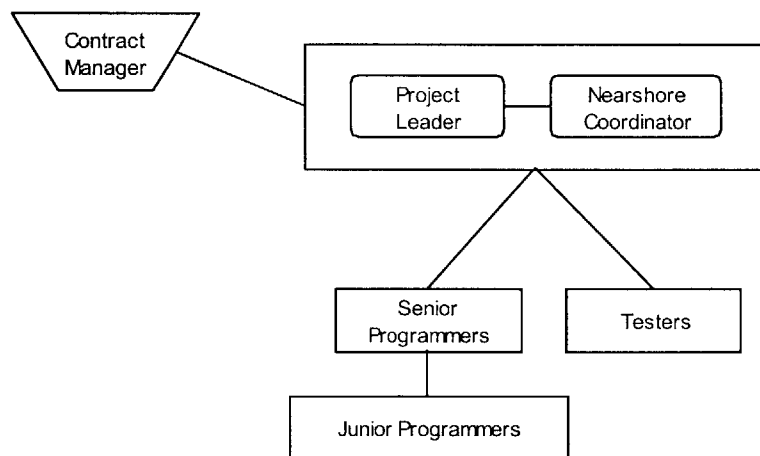 Contract
Manager
Project
Leader
Nearshore
Coordinator
Senior
Programmers
Testers
Junior Programmers